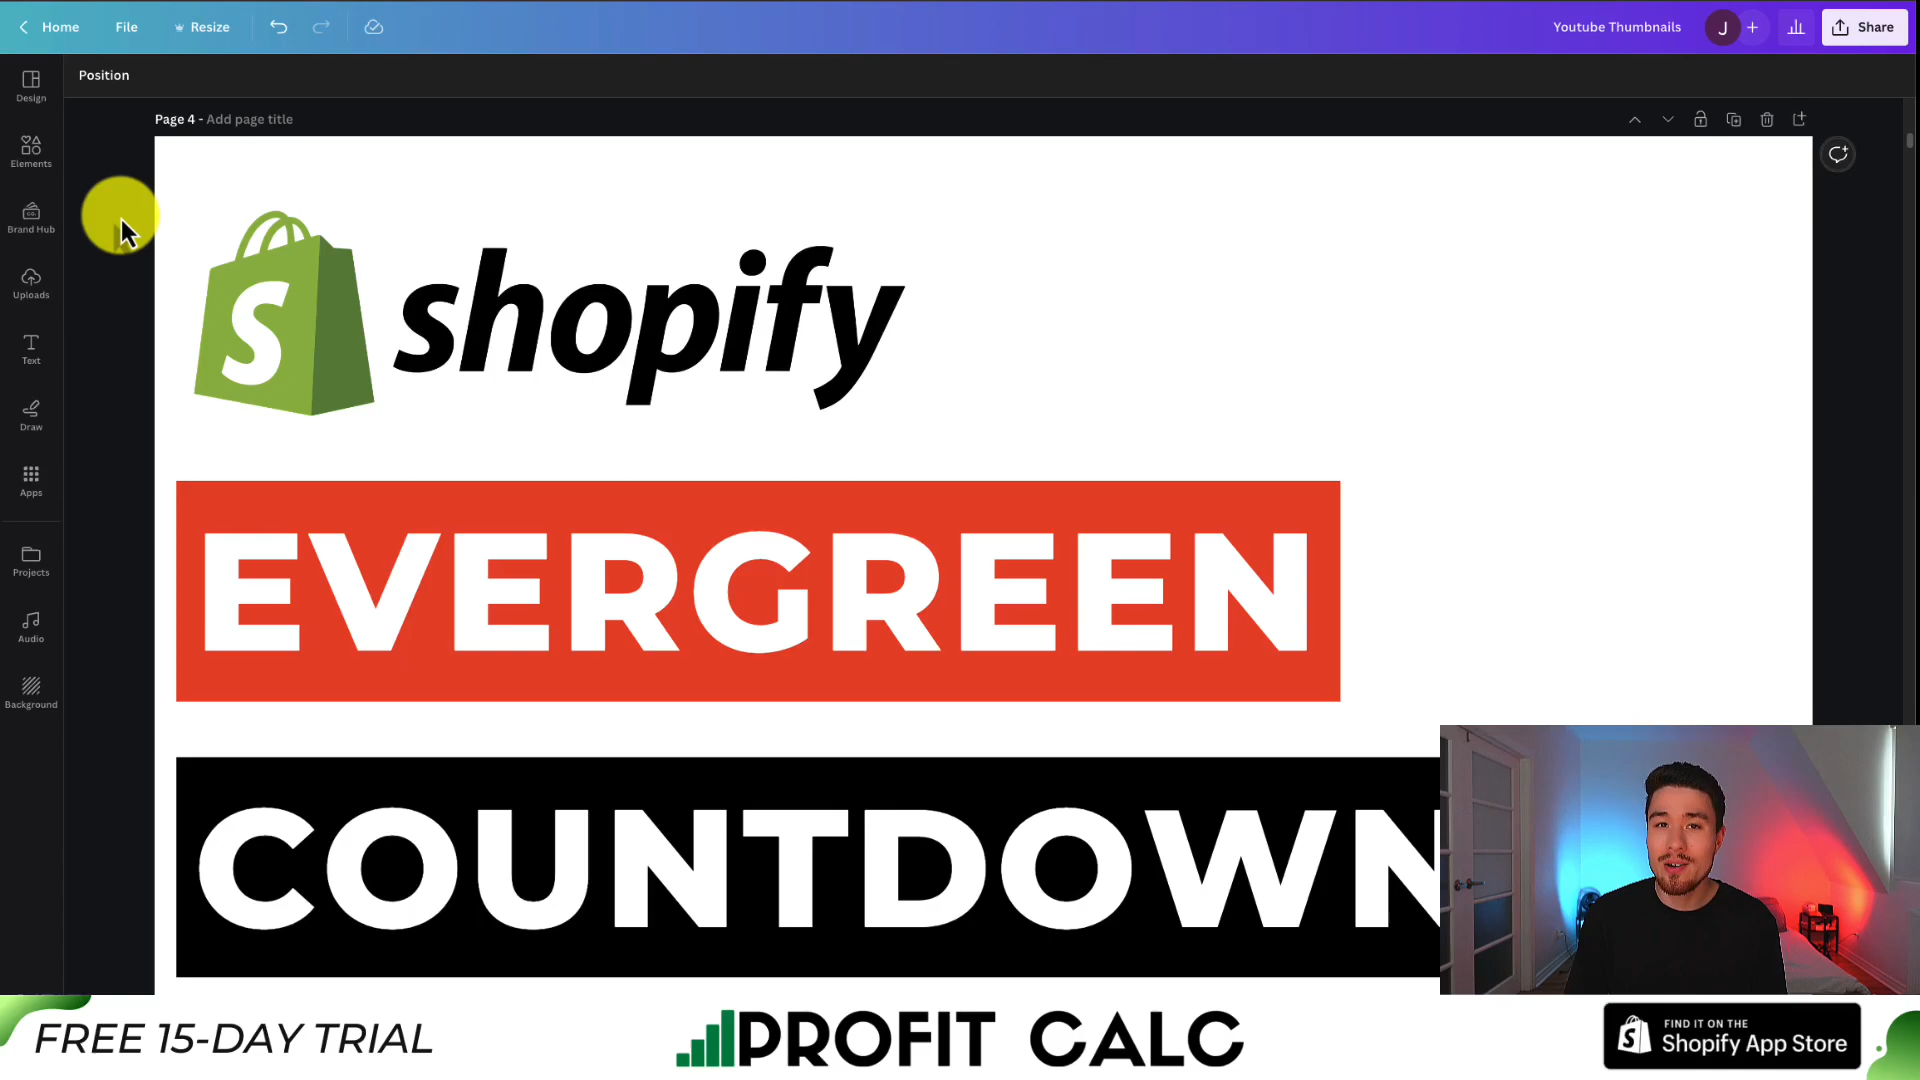 Home File Resize Youtube Thumbnails J + Share
Position
Design
Page 4 - Add page title
Elements
Brand Hub
Uploads
Text
Draw
Apps
Projects
Audio
Background
S shopify
EVERGREEN
COUNTDOWN
FREE 15-DAY TRIAL
PROFIT CALC
FIND IT ON THE
Shopify App Store